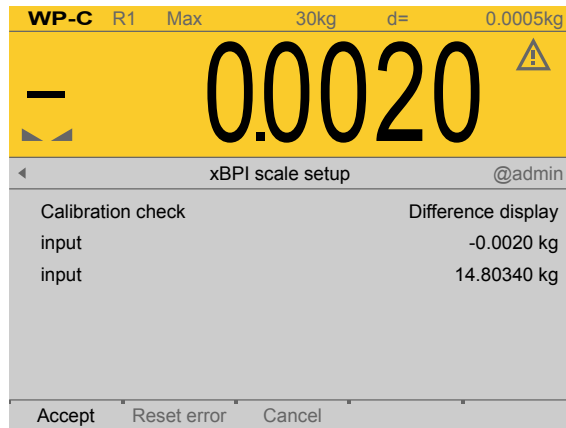 WP-C R1 Max 30kg d= 0.0005kg
− 0.0020
xBPI scale setup @admin
Calibration check Difference display
input -0.0020 kg
input 14.80340 kg
Accept Reset error Cancel